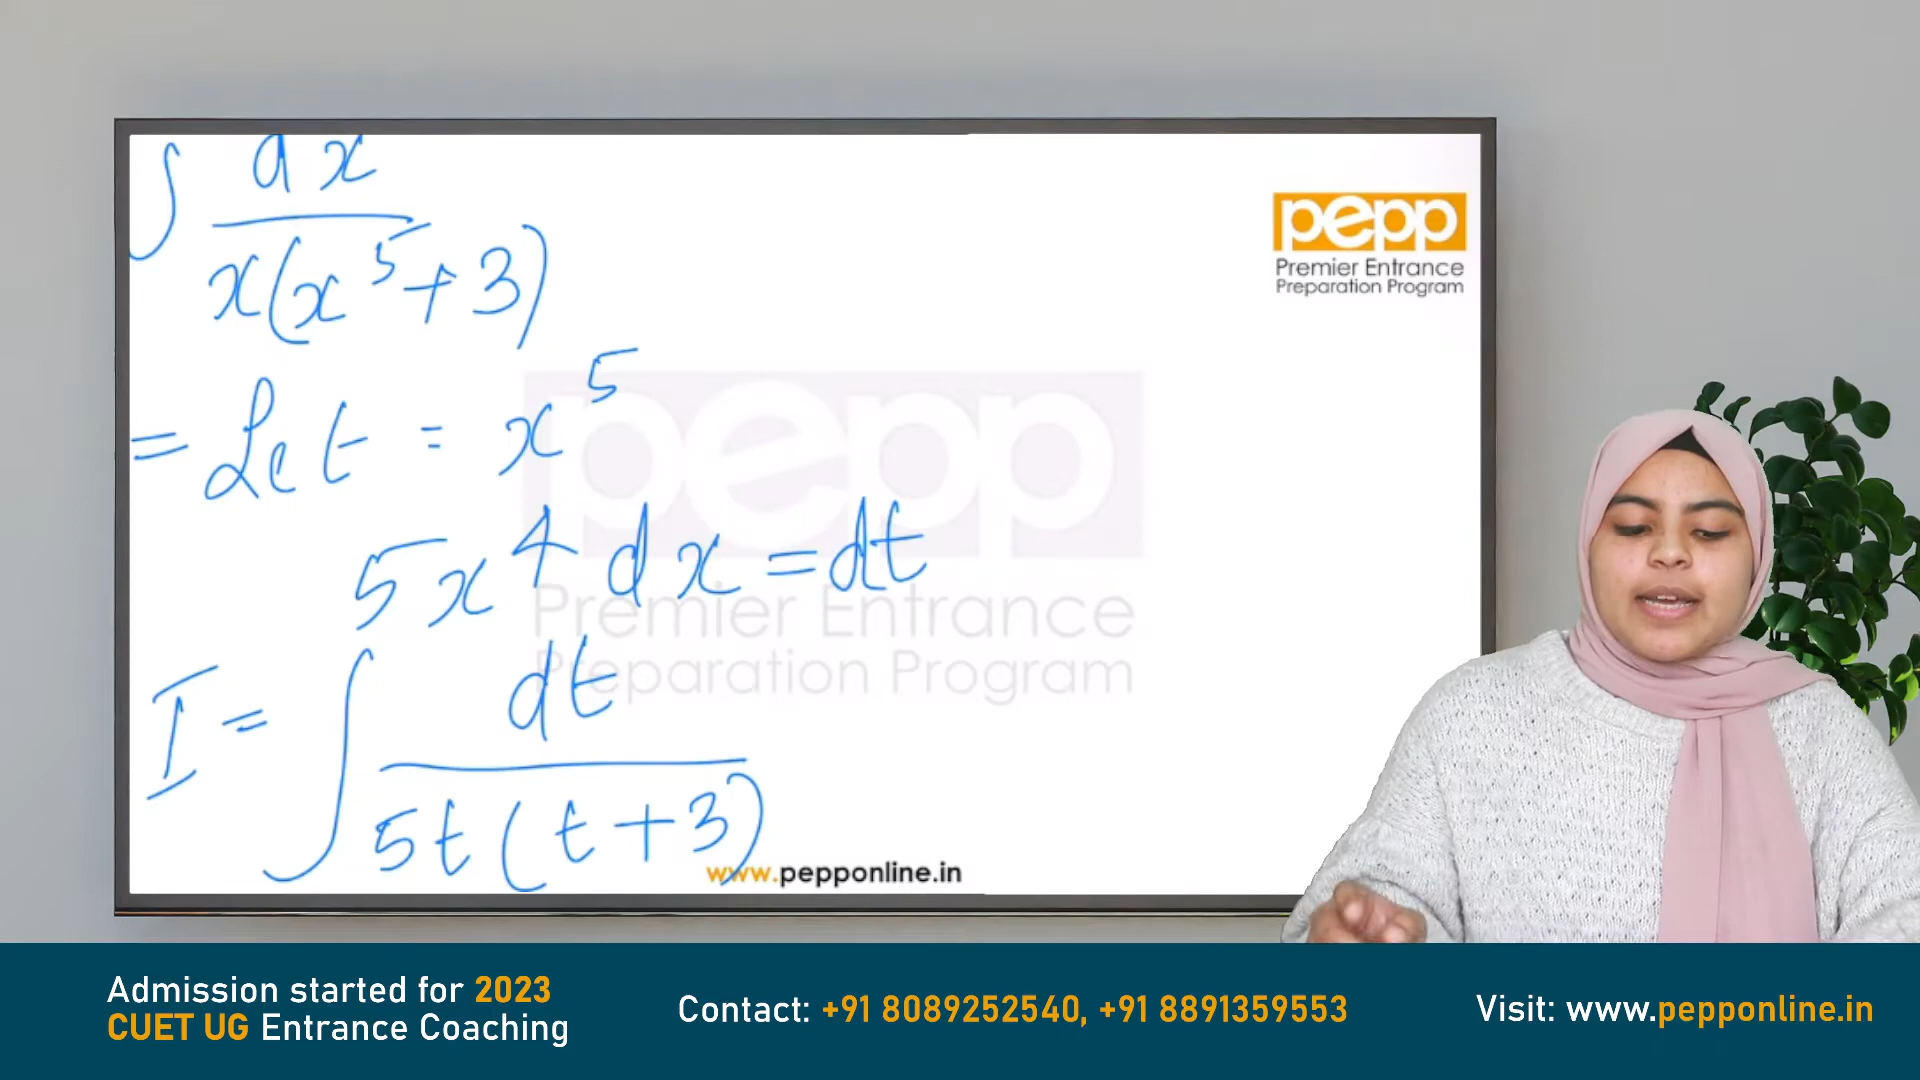 ∫ dx
x(x⁵+3)
= Let t = x⁵
5x⁴ dx = dt
I = ∫ dt
5t(t+3)
pepp
Premier Entrance
Preparation Program
pepp
Premier Entrance
Preparation Program
www.pepponline.in
Admission started for 2023
CUET UG Entrance Coaching
Contact: +91 8089252540, +91 8891359553
Visit: www.pepponline.in